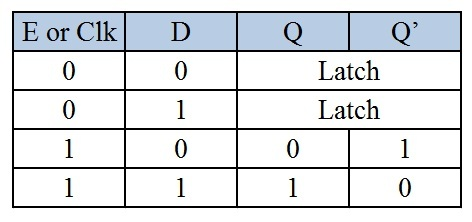 E or Clk D Q Q’
0 0 Latch
0 1 Latch
1 0 0 1
1 1 1 0